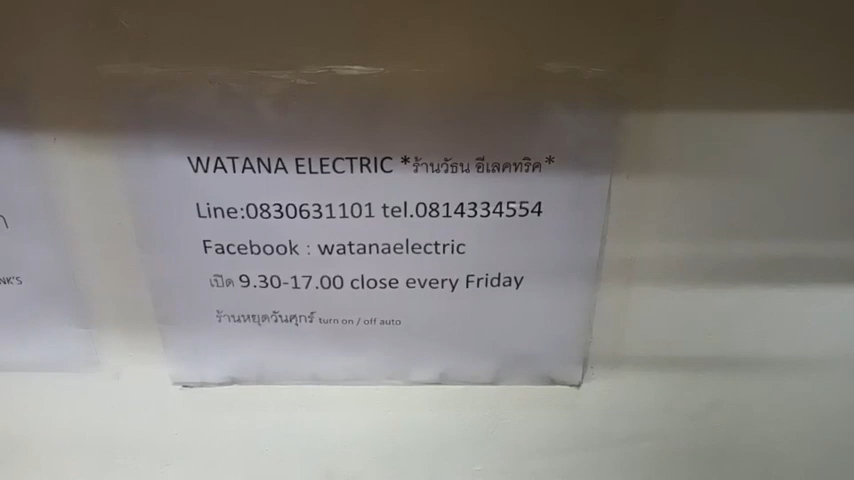 WATANA ELECTRIC *ร้านวัธน อีเลคทริค*
Line:0830631101 tel.0814334554
Facebook : watanaelectric
เปิด 9.30-17.00 close every Friday
ร้านหยุดวันศุกร์ turn on / off auto
NK'S